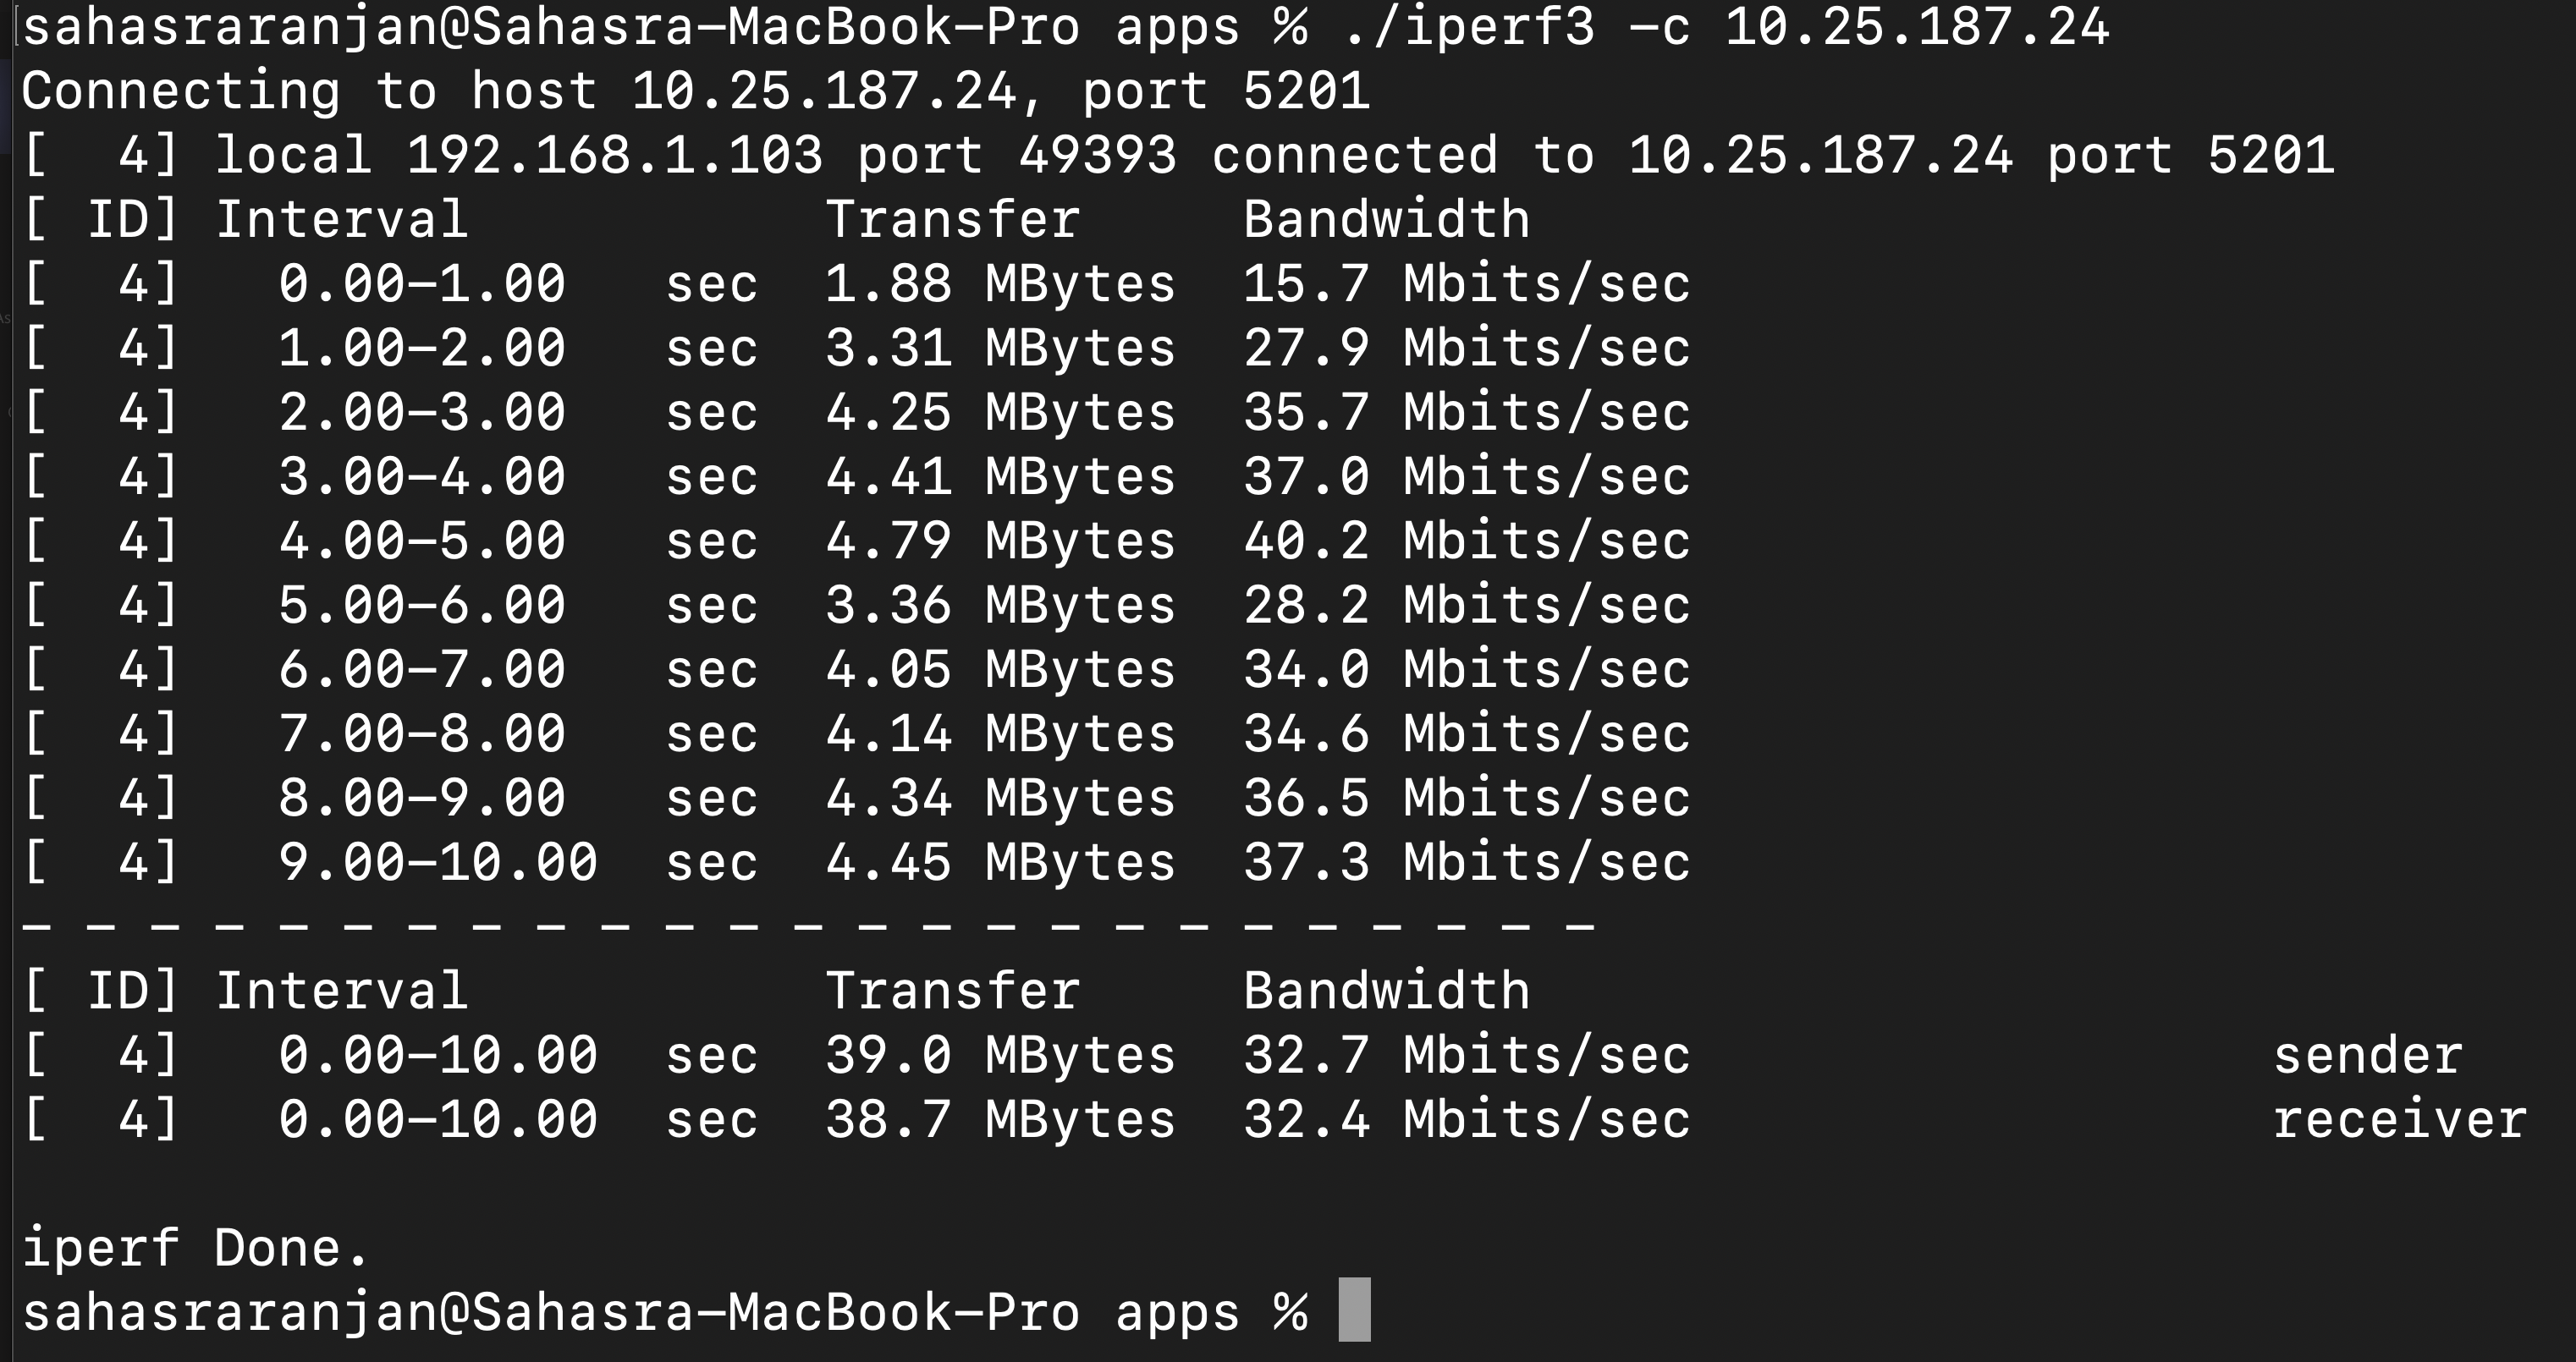 sahasraranjan@Sahasra-MacBook-Pro apps % ./iperf3 -c 10.25.187.24
Connecting to host 10.25.187.24, port 5201
[  4] local 192.168.1.103 port 49393 connected to 10.25.187.24 port 5201
[ ID] Interval           Transfer     Bandwidth
[  4]   0.00-1.00   sec  1.88 MBytes  15.7 Mbits/sec
[  4]   1.00-2.00   sec  3.31 MBytes  27.9 Mbits/sec
[  4]   2.00-3.00   sec  4.25 MBytes  35.7 Mbits/sec
[  4]   3.00-4.00   sec  4.41 MBytes  37.0 Mbits/sec
[  4]   4.00-5.00   sec  4.79 MBytes  40.2 Mbits/sec
[  4]   5.00-6.00   sec  3.36 MBytes  28.2 Mbits/sec
[  4]   6.00-7.00   sec  4.05 MBytes  34.0 Mbits/sec
[  4]   7.00-8.00   sec  4.14 MBytes  34.6 Mbits/sec
[  4]   8.00-9.00   sec  4.34 MBytes  36.5 Mbits/sec
[  4]   9.00-10.00  sec  4.45 MBytes  37.3 Mbits/sec
- - - - - - - - - - - - - - - - - - - - - - - - -
[ ID] Interval           Transfer     Bandwidth
[  4]   0.00-10.00  sec  39.0 MBytes  32.7 Mbits/sec                  sender
[  4]   0.00-10.00  sec  38.7 MBytes  32.4 Mbits/sec                  receiver
iperf Done.
sahasraranjan@Sahasra-MacBook-Pro apps %